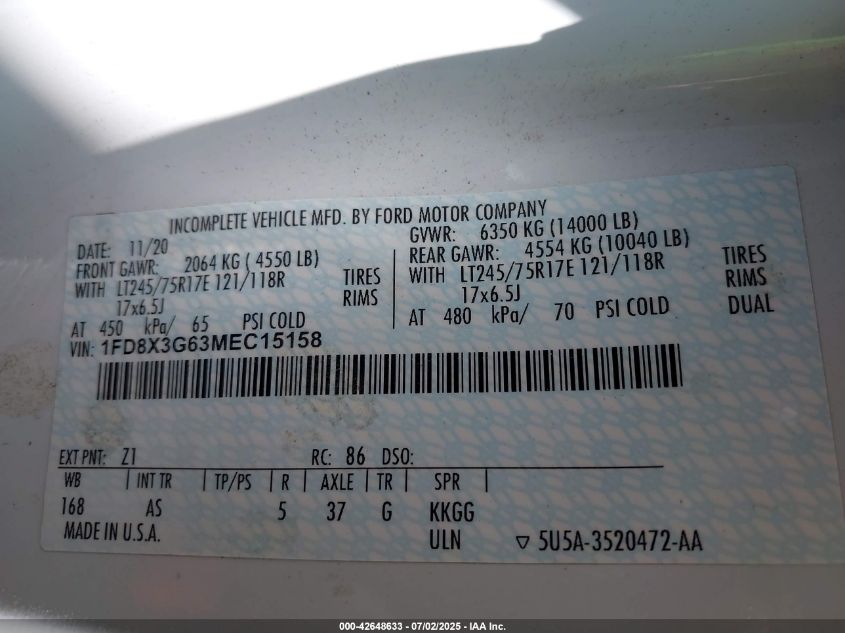 INCOMPLETE VEHICLE MFD. BY FORD MOTOR COMPANY
DATE: 11/20 GVWR: 6350 KG (14000 LB)
FRONT GAWR: 2064 KG ( 4550 LB) REAR GAWR: 4554 KG (10040 LB)
WITH LT245/75R17E 121/118R TIRES WITH LT245/75R17E 121/118R TIRES
17x6.5J RIMS 17x6.5J RIMS
AT 450 kPa/ 65 PSI COLD AT 480 kPa/ 70 PSI COLD DUAL
VIN: 1FD8X3G63MEC15158
EXT PNT: Z1 RC: 86 DSO:
WB INT TR TP/PS R AXLE TR SPR
168 AS 5 37 G KKGG
MADE IN U.S.A. ULN ▽ 5U5A-3520472-AA
000-42648633 - 07/02/2025 - IAA Inc.